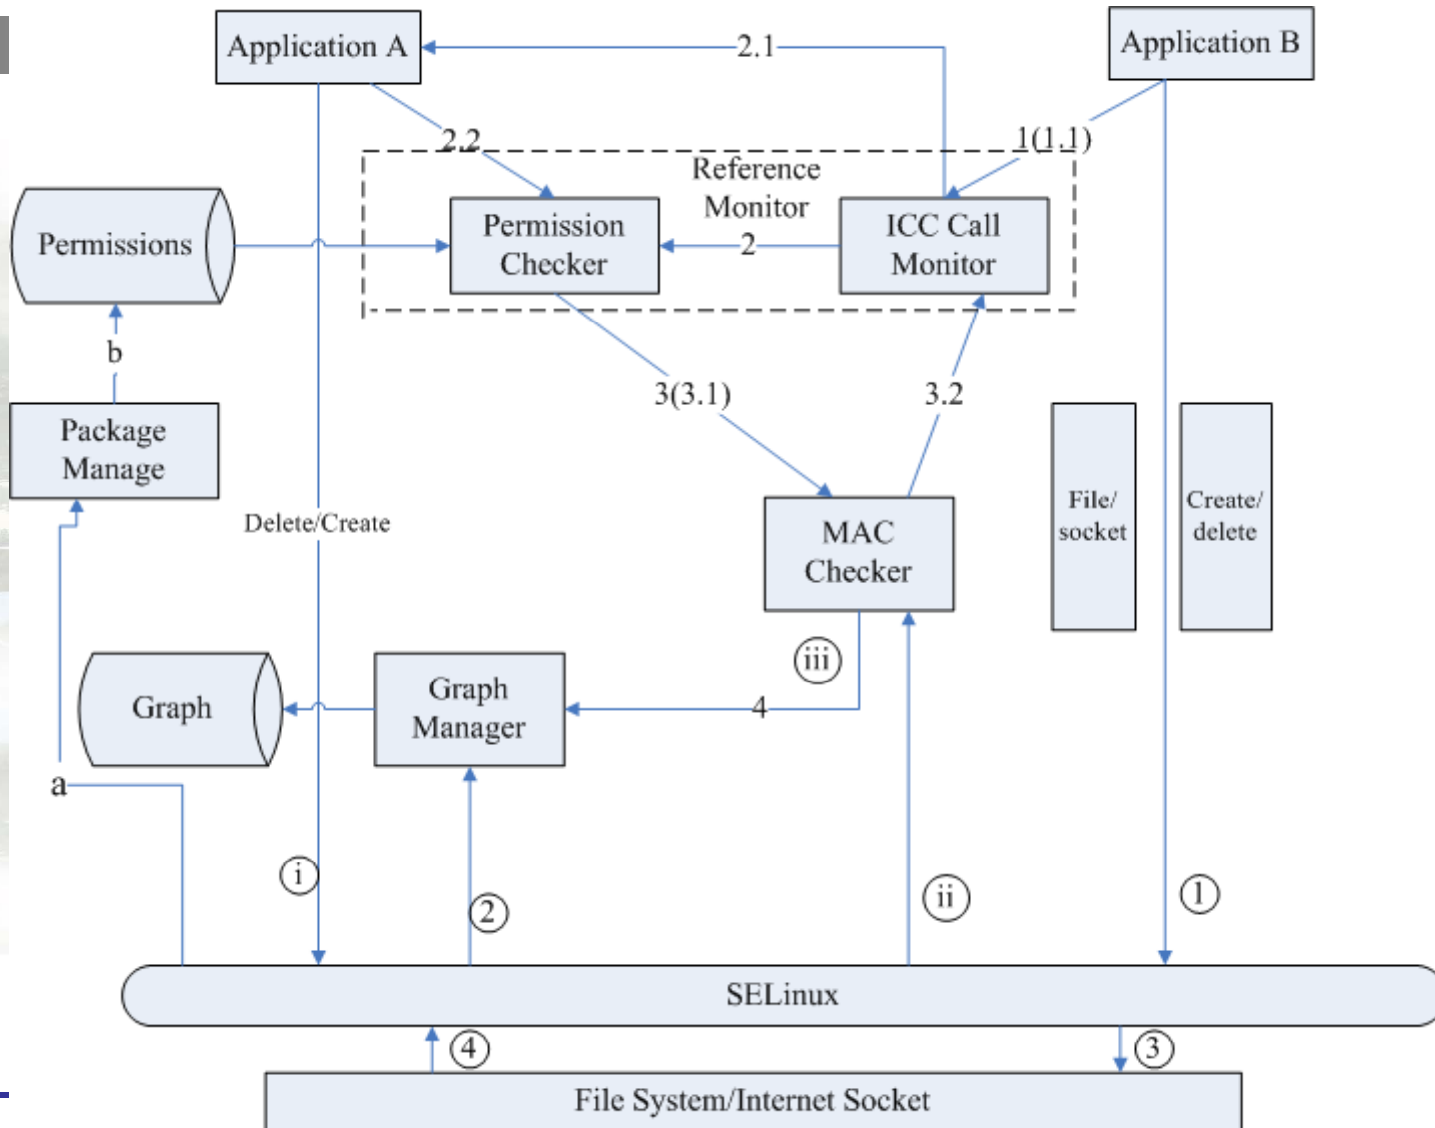 Application A
2.1
Application B
2.2
1(1.1)
Reference
Monitor
Permissions
Permission
Checker
2
ICC Call
Monitor
b
3(3.1)
3.2
Package
Manage
File/
socket
Create/
delete
Delete/Create
MAC
Checker
iii
Graph
Graph
Manager
4
a
i
2
ii
1
SELinux
4
3
File System/Internet Socket